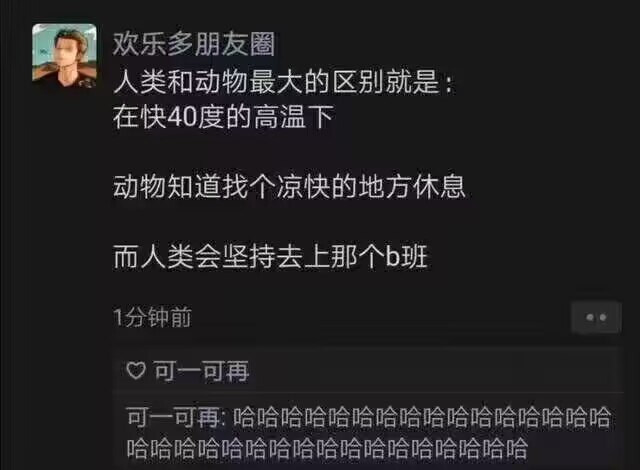 欢乐多朋友圈
人类和动物最大的区别就是:
在快40度的高温下
动物知道找个凉快的地方休息
而人类会坚持去上那个b班
1分钟前
可一可再
可一可再: 哈哈哈哈哈哈哈哈哈哈哈哈哈哈哈哈
哈哈哈哈哈哈哈哈哈哈哈哈哈哈哈哈哈